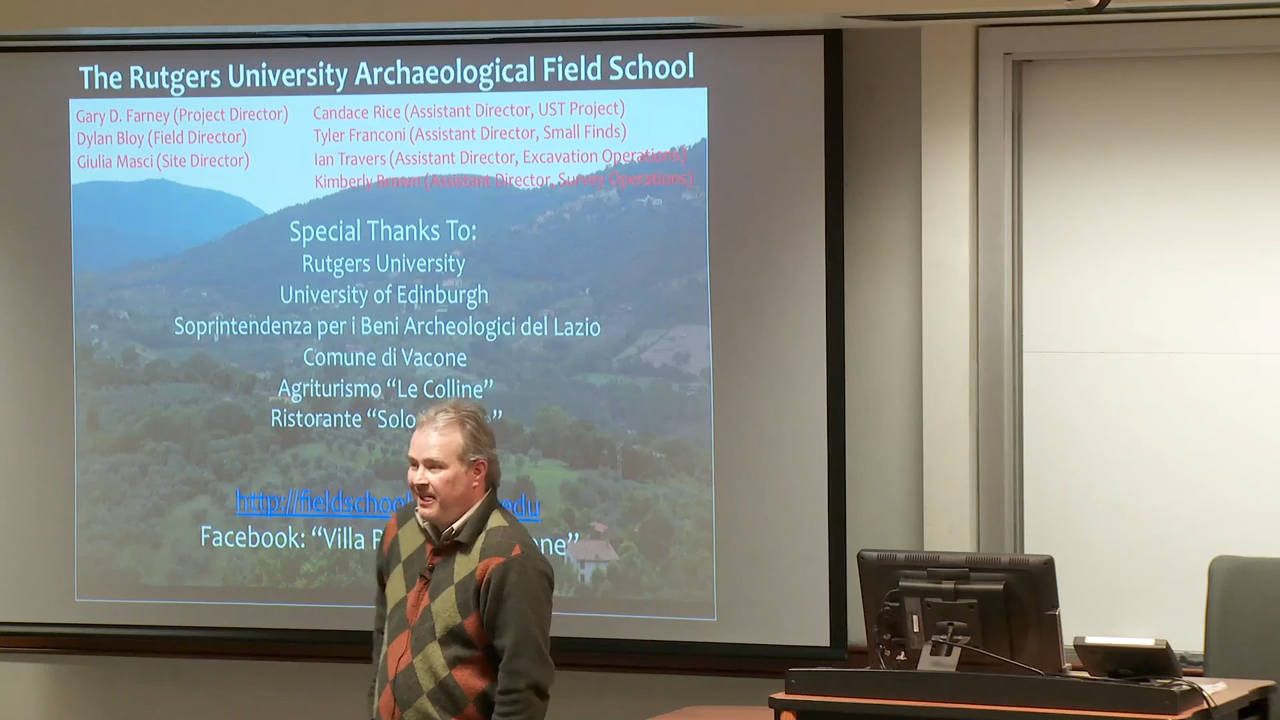 The Rutgers University Archaeological Field School
Gary D. Farney (Project Director)
Dylan Bloy (Field Director)
Giulia Masci (Site Director)
Candace Rice (Assistant Director, UST Project)
Tyler Franconi (Assistant Director, Small Finds)
Ian Travers (Assistant Director, Excavation Operations)
Kimberly Brown (Assistant Director, Survey Operations)
Special Thanks To:
Rutgers University
University of Edinburgh
Soprintendenza per i Beni Archeologici del Lazio
Comune di Vacone
Agriturismo “Le Colline”
Ristorante “Solo
http://fieldschool edu
Facebook: “Villa